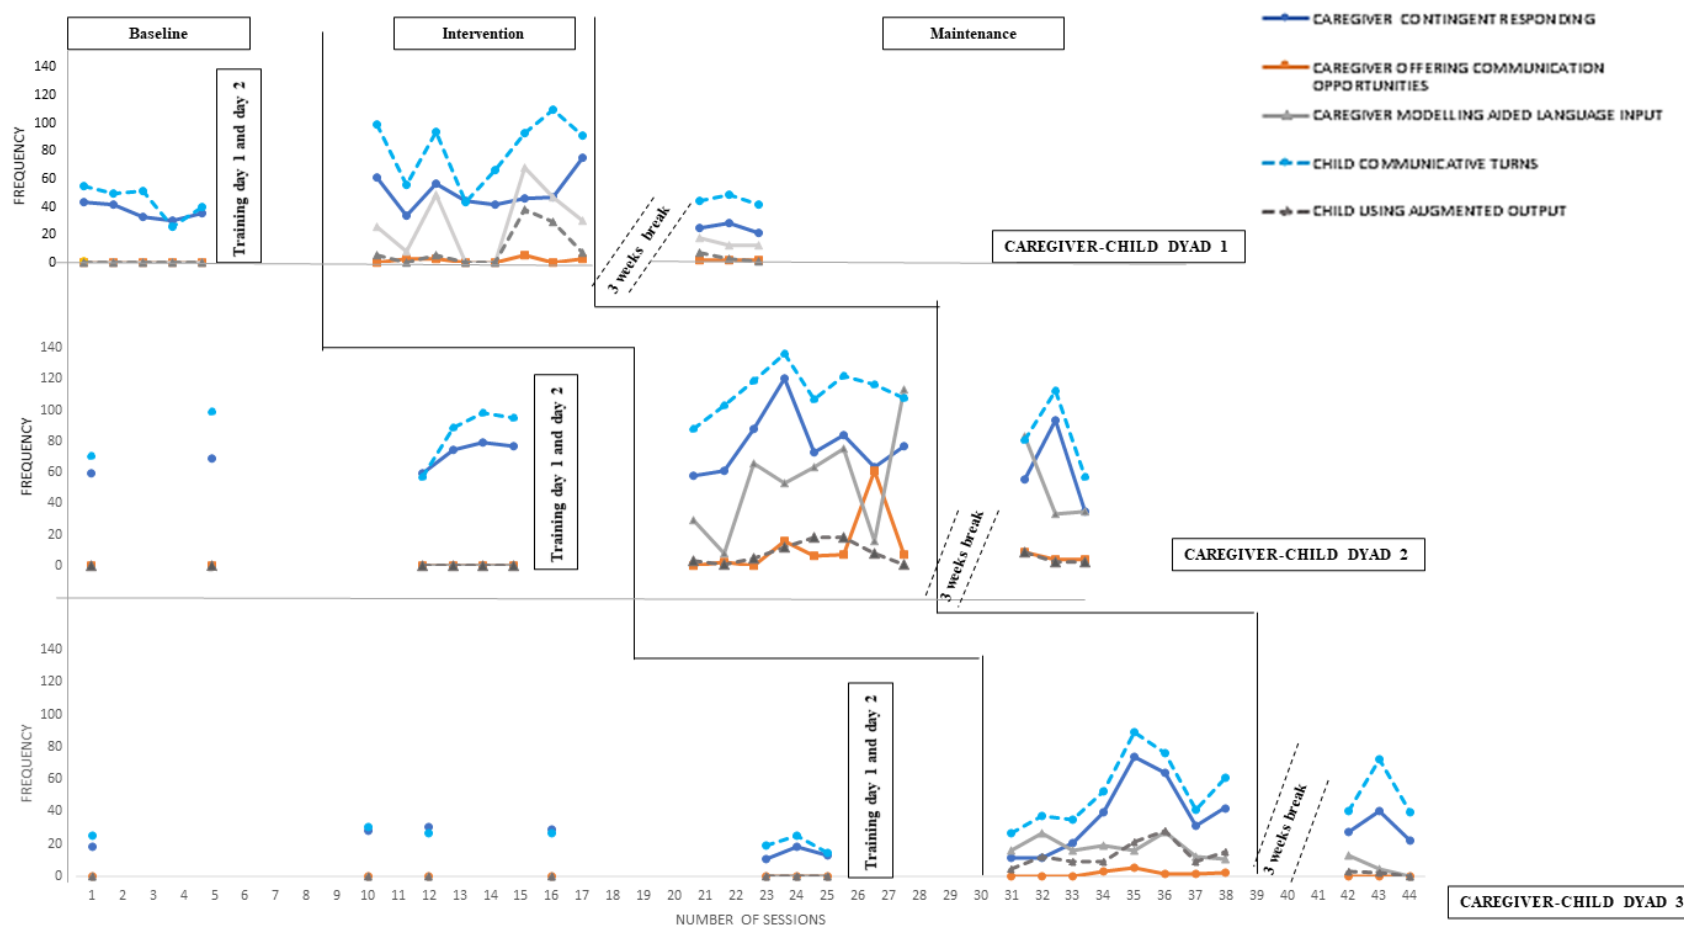 Baseline
Intervention
Maintenance
CAREGIVER CONTINGENT RESPONDING
CAREGIVER OFFERING COMMUNICATION
OPPORTUNITIES
CAREGIVER MODELLING AIDED LANGUAGE INPUT
CHILD COMMUNICATIVE TURNS
CHILD USING AUGMENTED OUTPUT
FREQUENCY
140
120
100
80
60
40
20
0
Training day 1 and day 2
3 weeks break
CAREGIVER-CHILD DYAD 1
FREQUENCY
140
120
100
80
60
40
20
0
Training day 1 and day 2
3 weeks break
CAREGIVER-CHILD DYAD 2
FREQUENCY
140
120
100
80
60
40
20
0
Training day 1 and day 2
3 weeks break
1 2 3 4 5 6 7 8 9 10 11 12 13 14 15 16 17 18 19 20 21 22 23 24 25 26 27 28 29 30 31 32 33 34 35 36 37 38 39 40 41 42 43 44
CAREGIVER-CHILD DYAD 3
NUMBER OF SESSIONS